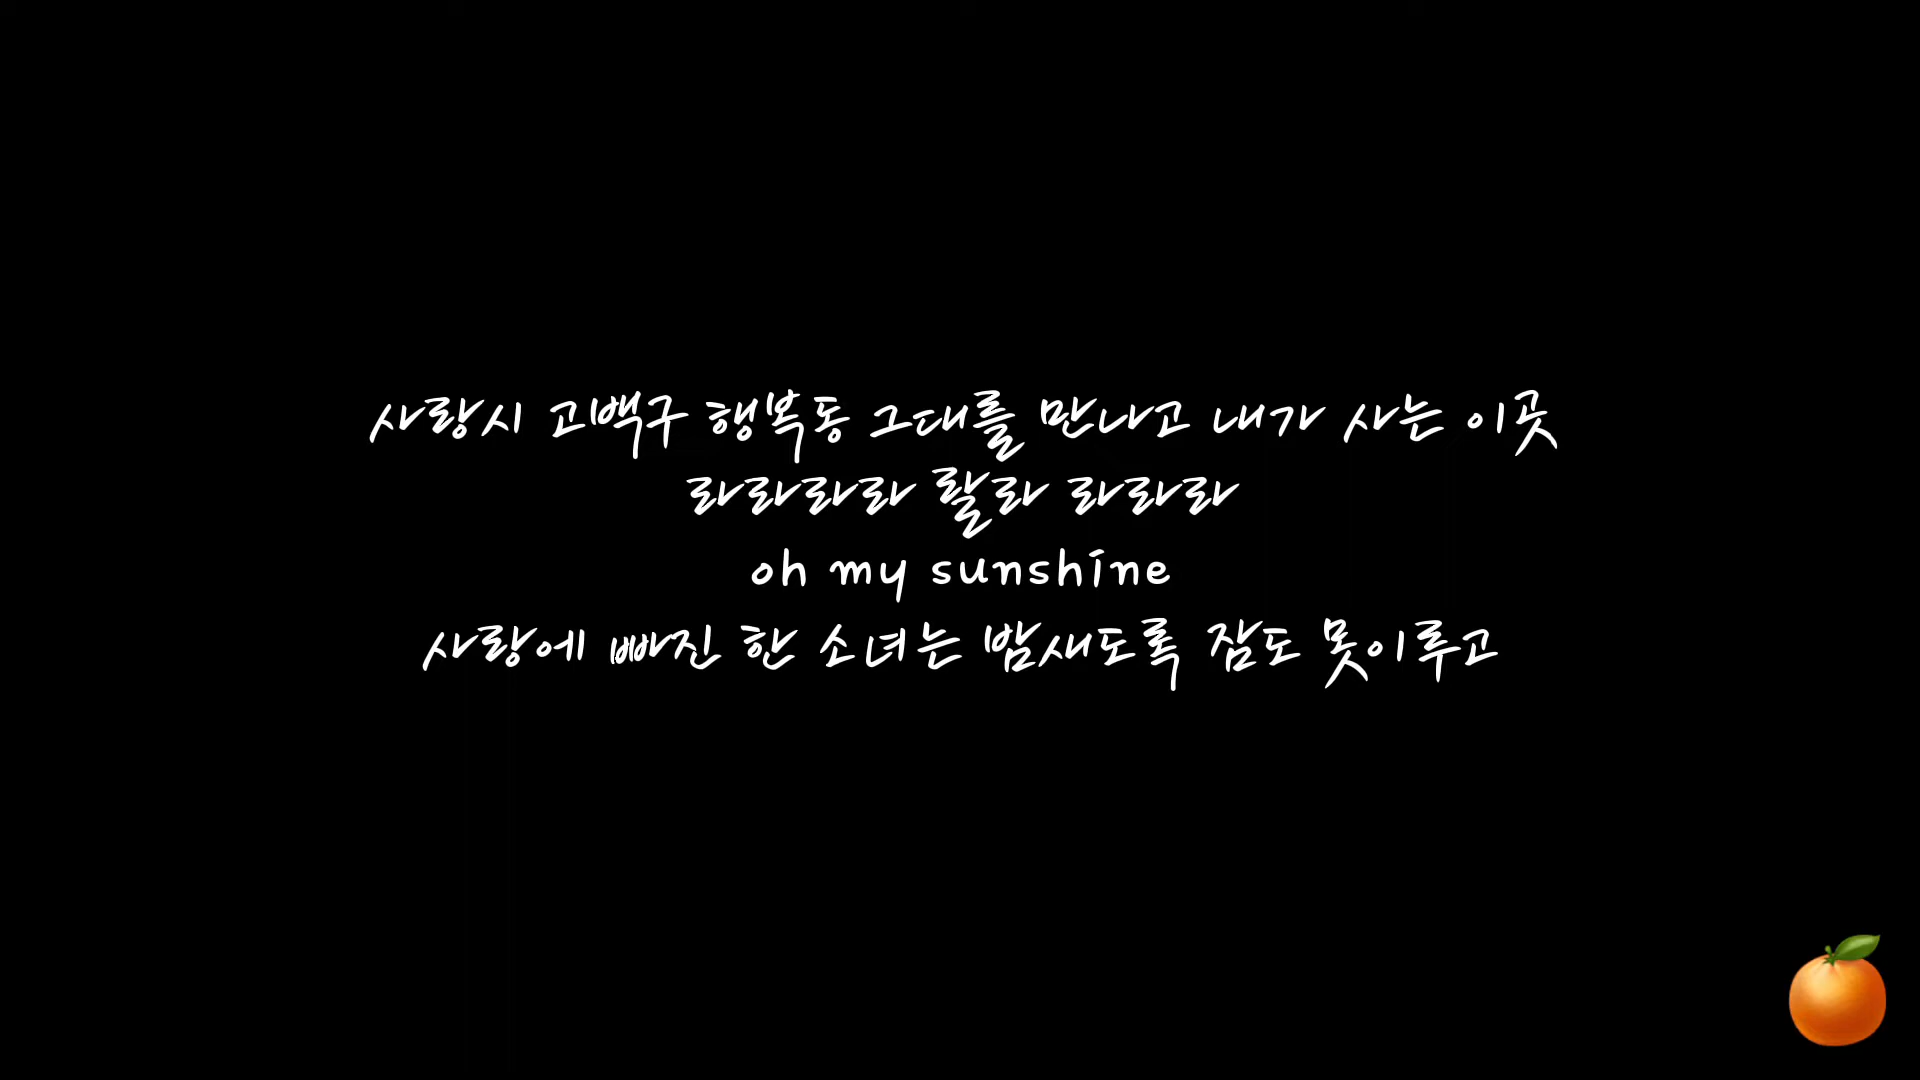 사랑시 고백구 행복동 그대를 만나고 내가 사는 이곳
라라라라 랄라 라라라
oh my sunshine
사랑에 빠진 한 소녀는 밤새도록 잠도 못이루고